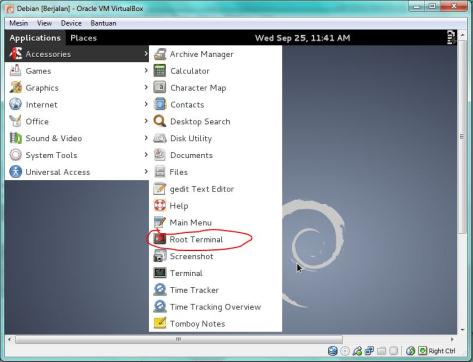 Debian [Berjalan] - Oracle VM VirtualBox
Mesin View Device Bantuan
Applications Places Wed Sep 25, 11:41 AM
Accessories
Games
Graphics
Internet
Office
Sound & Video
System Tools
Universal Access
Archive Manager
Calculator
Character Map
Contacts
Desktop Search
Disk Utility
Documents
Files
gedit Text Editor
Help
Main Menu
Root Terminal
Screenshot
Terminal
Time Tracker
Time Tracking Overview
Tomboy Notes
Right Ctrl